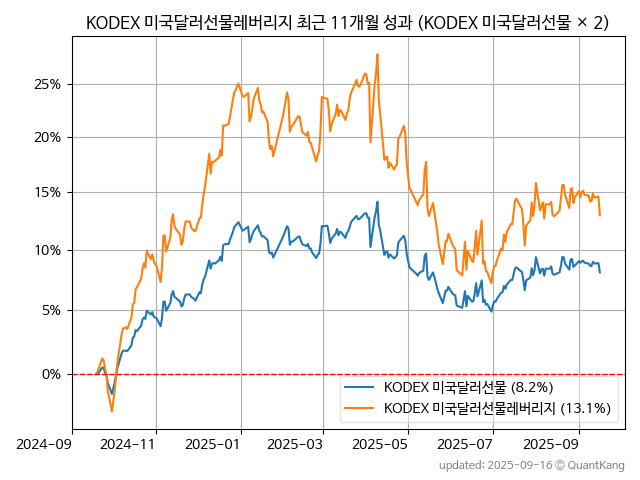 KODEX 미국달러선물레버리지 최근 11개월 성과 (KODEX 미국달러선물 × 2)
25%
20%
15%
10%
5%
0%
KODEX 미국달러선물 (8.2%)
KODEX 미국달러선물레버리지 (13.1%)
2024-09 2024-11 2025-01 2025-03 2025-05 2025-07 2025-09
updated: 2025-09-16 © QuantKang